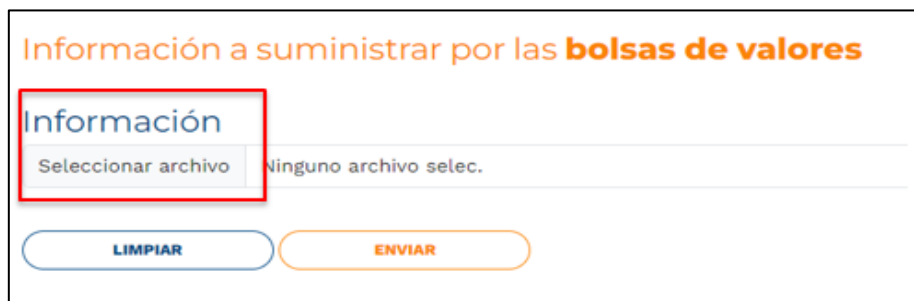 Información a suministrar por las bolsas de valores
Información
Seleccionar archivo Ninguno archivo selec.
LIMPIAR ENVIAR